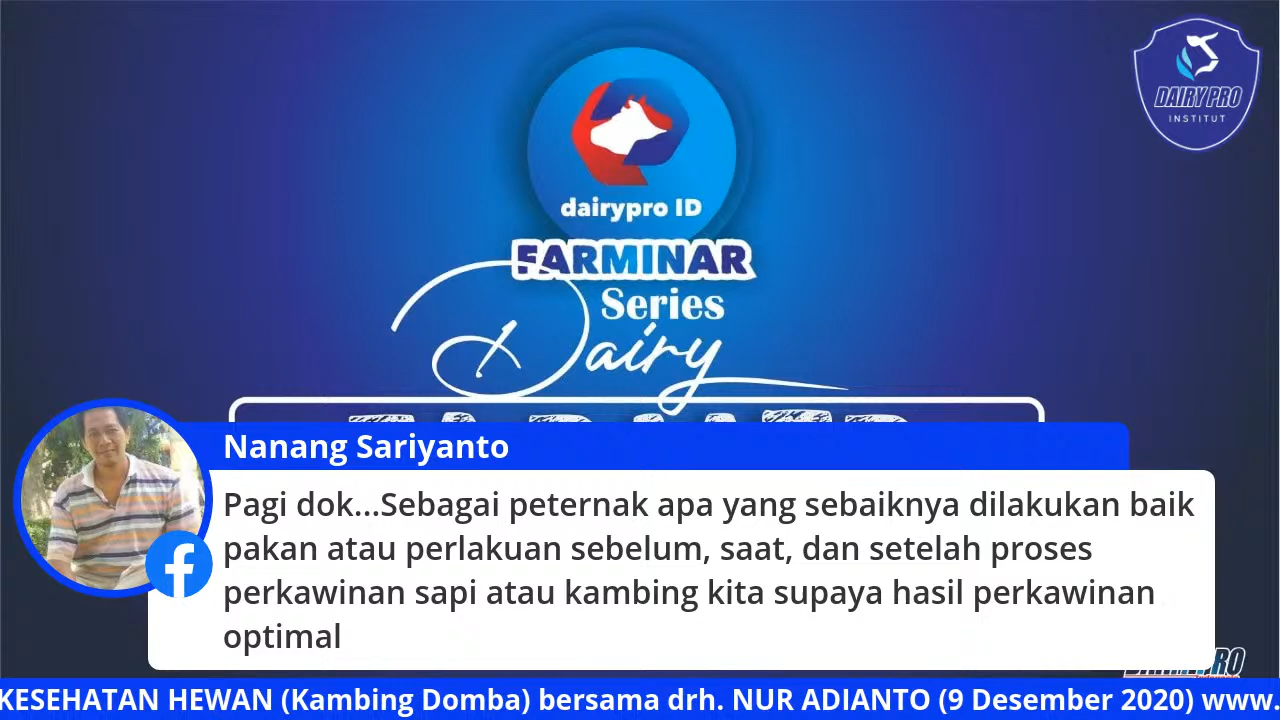 DAIRY PRO
INSTITUT
dairypro ID
FARMINAR
Series
Dairy
Nanang Sariyanto
Pagi dok...Sebagai peternak apa yang sebaiknya dilakukan baik
pakan atau perlakuan sebelum, saat, dan setelah proses
perkawinan sapi atau kambing kita supaya hasil perkawinan
optimal
KESEHATAN HEWAN (Kambing Domba) bersama drh. NUR ADIANTO (9 Desember 2020) www.